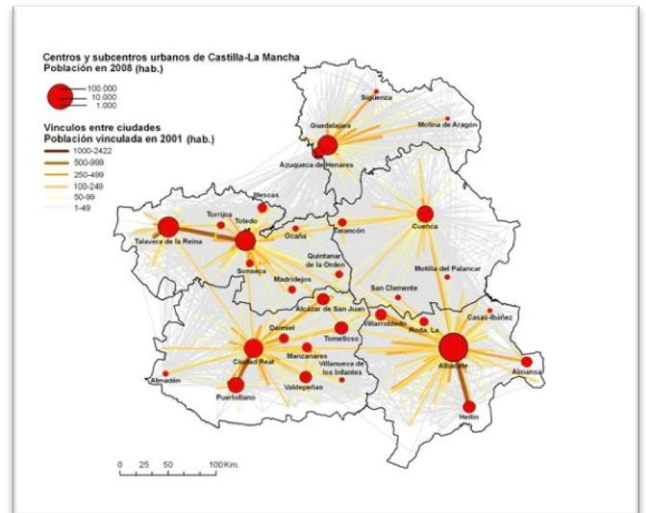 Centros y subcentros urbanos de Castilla-La Mancha
Población en 2008 (hab.)
100.000
10.000
1.000
Vínculos entre ciudades
Población vinculada en 2001 (hab.)
1000-2422
500-999
250-499
100-249
50-99
1-49
Sigüenza
Guadalajara
Molina de Aragón
Azuqueca de Henares
Illescas
Torrijos
Toledo
Talavera de la Reina
Ocaña
Tarancón
Cuenca
Sonseca
Quintanar
de la Orden
Madridejos
Motilla del Palancar
San Clemente
Alcázar de San Juan
Villarrobledo
Roda, La
Casas-Ibáñez
Daimiel
Tomelloso
Ciudad Real
Manzanares
Albacete
Almansa
Villanueva de
los Infantes
Almadén
Valdepeñas
Puertollano
Hellín
0 25 50 100 Km.